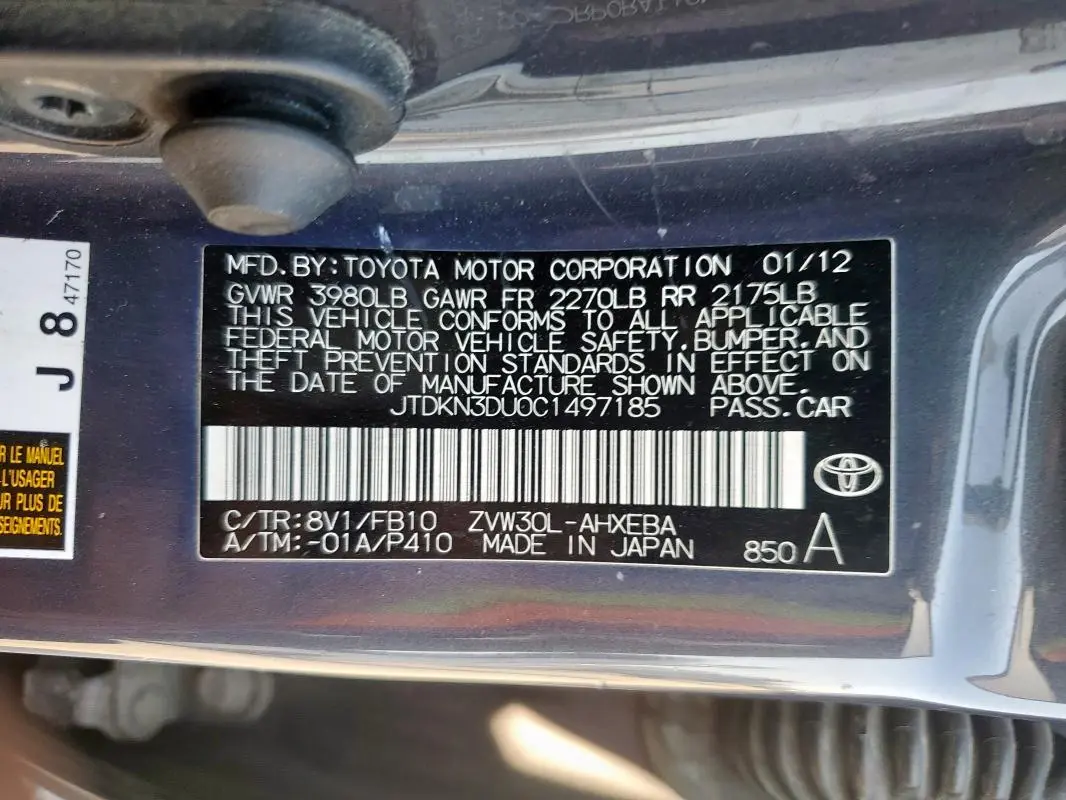 MFD.BY:TOYOTA MOTOR CORPORATION 01/12
GVWR 3980LB GAWR FR 2270LB RR 2175LB
THIS VEHICLE CONFORMS TO ALL APPLICABLE
FEDERAL MOTOR VEHICLE SAFETY,BUMPER,AND
THEFT PREVENTION STANDARDS IN EFFECT ON
THE DATE OF MANUFACTURE SHOWN ABOVE.
JTDKN3DU0C1497185 PASS.CAR
C/TR:8V1/FB10 ZVW30L-AHXEBA
A/TM:-01A/P410 MADE IN JAPAN 850 A
J 8 47170
LE MANUEL
L'USAGER
PLUS DE